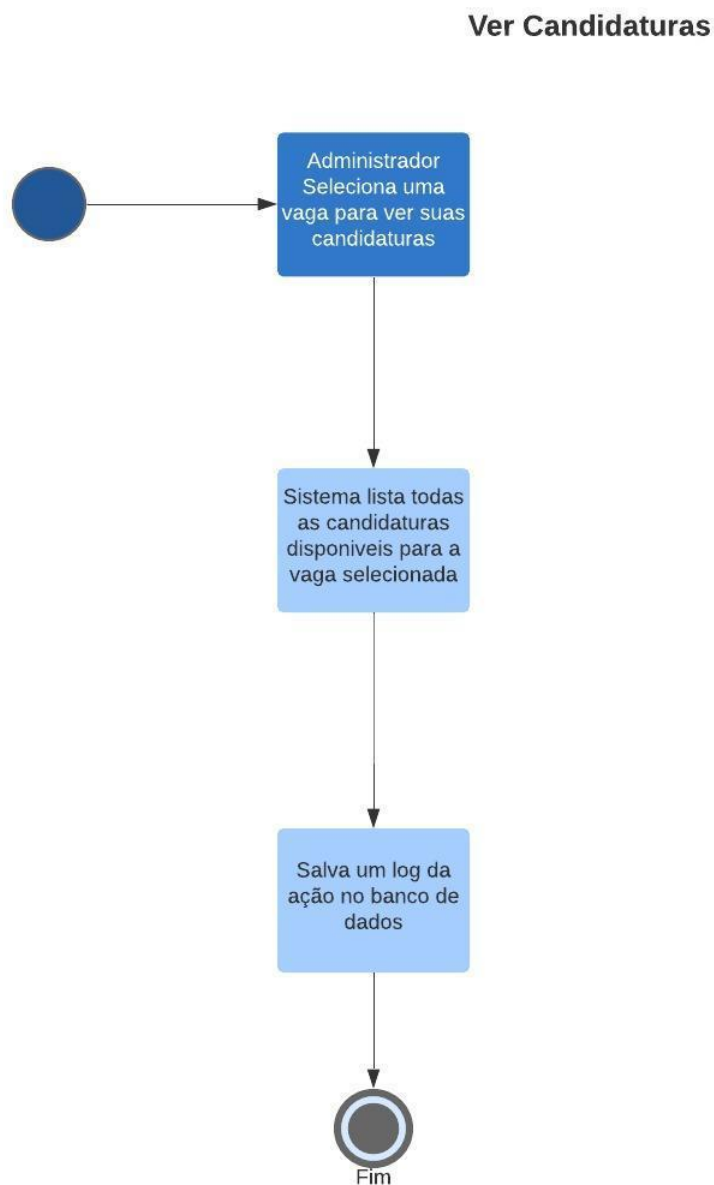 Ver Candidaturas
Administrador
Seleciona uma
vaga para ver suas
candidaturas
Sistema lista todas
as candidaturas
disponiveis para a
vaga selecionada
Salva um log da
ação no banco de
dados
Fim